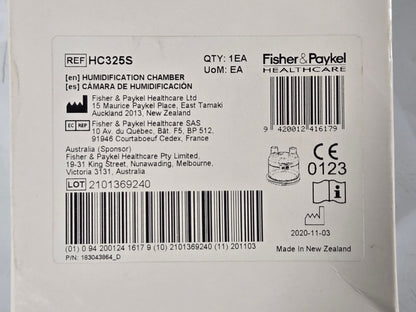 REF HC325S
QTY: 1EA
UoM: EA
Fisher & Paykel
HEALTHCARE
[en] HUMIDIFICATION CHAMBER
[es] CÁMARA DE HUMIDIFICACIÓN
Fisher & Paykel Healthcare Ltd
15 Maurice Paykel Place, East Tamaki
Auckland 2013, New Zealand
EC REP Fisher & Paykel Healthcare SAS
10 Av. du Québec, Bât. F5, BP 512,
91946 Courtaboeuf Cedex, France
Australia (Sponsor)
Fisher & Paykel Healthcare Pty Limited,
19-31 King Street, Nunawading, Melbourne,
Victoria 3131, Australia
LOT 2101369240
9 420012 416179
CE
0123
i
2020-11-03
Made In New Zealand
(01) 0 94 200124 1617 9 (10) 2101369240 (11) 201103
P/N: 183043864_D